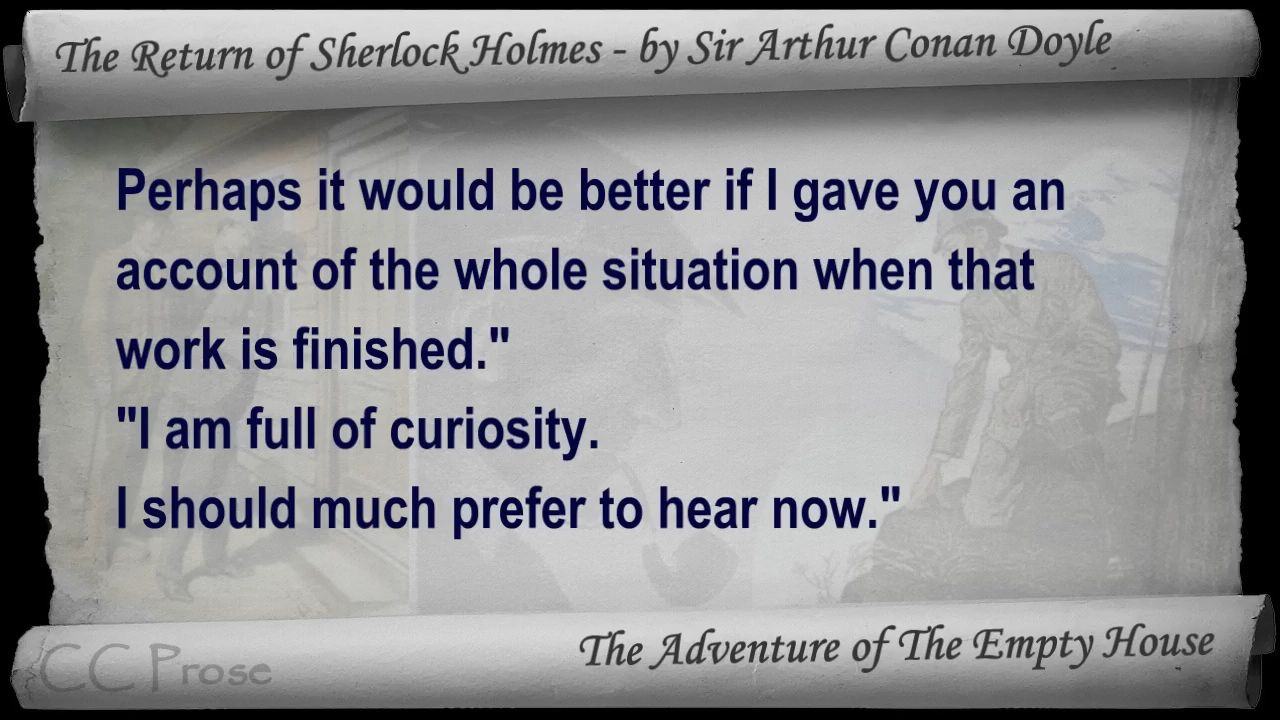 The Return of Sherlock Holmes - by Sir Arthur Conan Doyle
Perhaps it would be better if I gave you an
account of the whole situation when that
work is finished."
"I am full of curiosity.
I should much prefer to hear now."
The Adventure of The Empty House
CC Prose